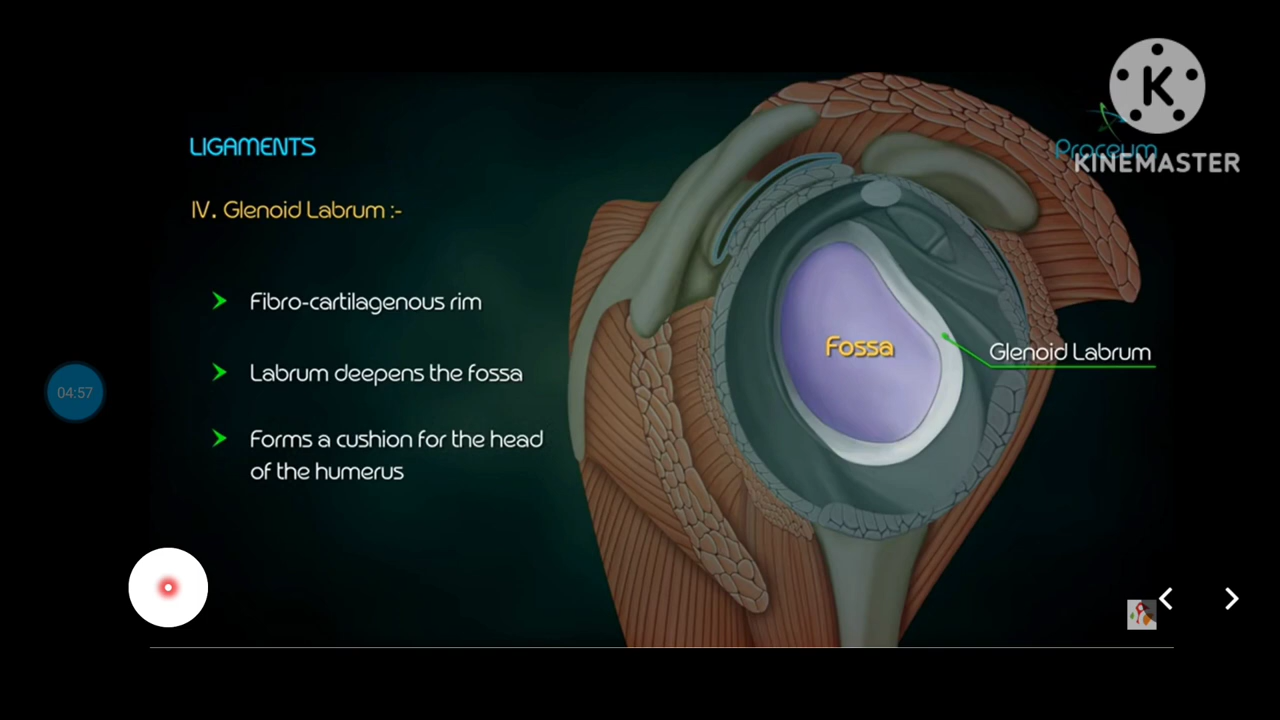 LIGAMENTS
IV. Glenoid Labrum :-
Fibro-cartilagenous rim
Labrum deepens the fossa
Forms a cushion for the head
of the humerus
04:57
Fossa
Glenoid Labrum
K
Proceum
KINEMASTER